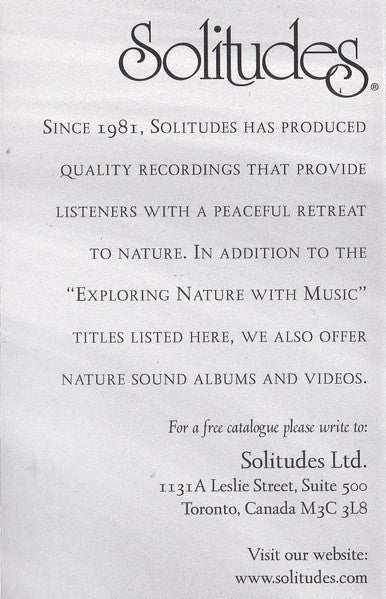 Solitudes®
Since 1981, Solitudes has produced
quality recordings that provide
listeners with a peaceful retreat
to nature. In addition to the
“Exploring Nature with Music”
titles listed here, we also offer
nature sound albums and videos.
For a free catalogue please write to:
Solitudes Ltd.
1131A Leslie Street, Suite 500
Toronto, Canada M3C 3L8
Visit our website:
www.solitudes.com